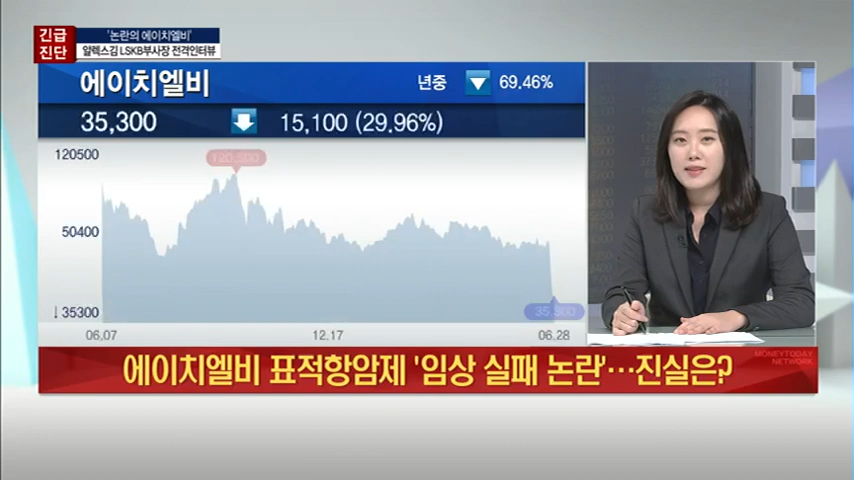 긴급
진단
'논란의 에이치엘비'
알렉스김 LSKB부사장 전격인터뷰
에이치엘비
년중 ▼ 69.46%
35,300 15,100 (29.96%)
120500
120,500
50400
↓35300
35,300
06.07 12.17 06.28
에이치엘비 표적항암제 '임상 실패 논란'…진실은?
MONEYTODAY
NETWORK